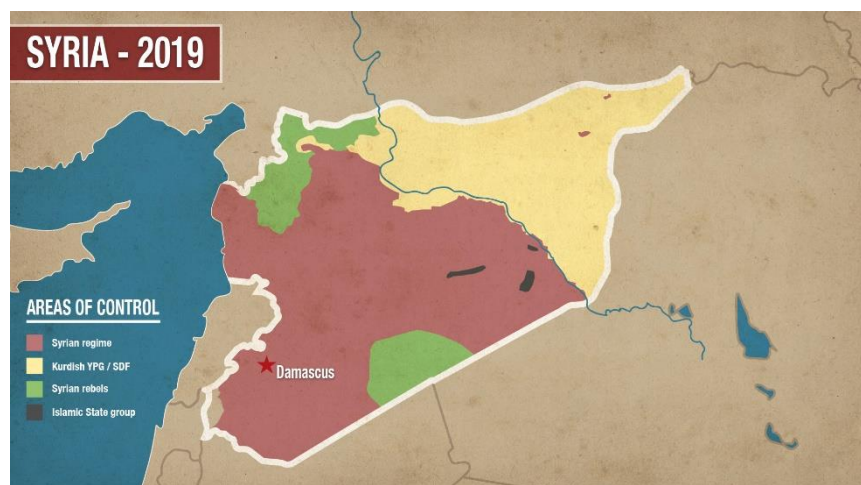 SYRIA - 2019
AREAS OF CONTROL
Syrian regime
Kurdish YPG / SDF
Syrian rebels
Islamic State group
Damascus